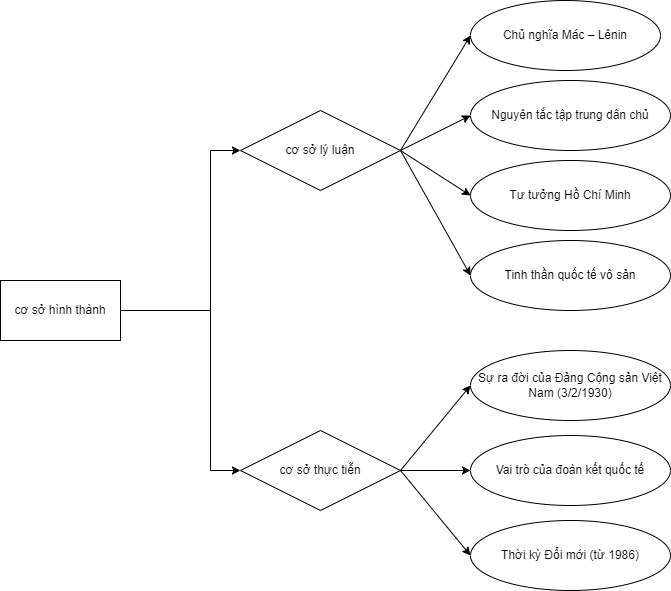 cơ sở hình thành
cơ sở lý luận
Chủ nghĩa Mác – Lênin
Nguyên tắc tập trung dân chủ
Tư tưởng Hồ Chí Minh
Tinh thần quốc tế vô sản
cơ sở thực tiễn
Sự ra đời của Đảng Cộng sản Việt
Nam (3/2/1930)
Vai trò của đoàn kết quốc tế
Thời kỳ Đổi mới (từ 1986)